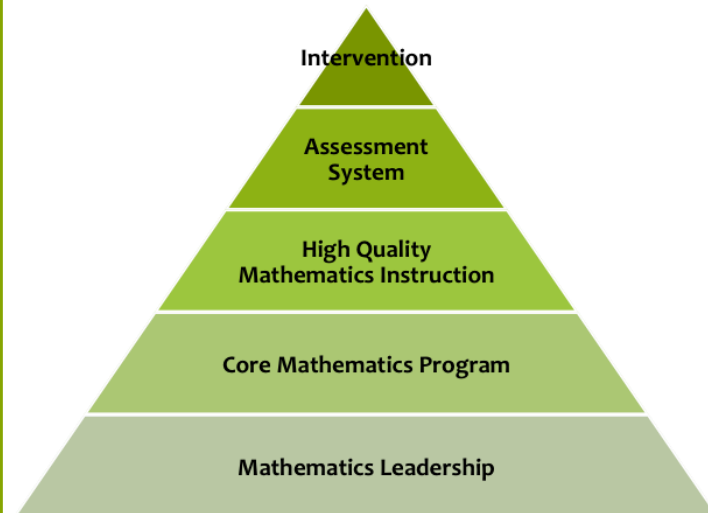 Intervention
Assessment
System
High Quality
Mathematics Instruction
Core Mathematics Program
Mathematics Leadership